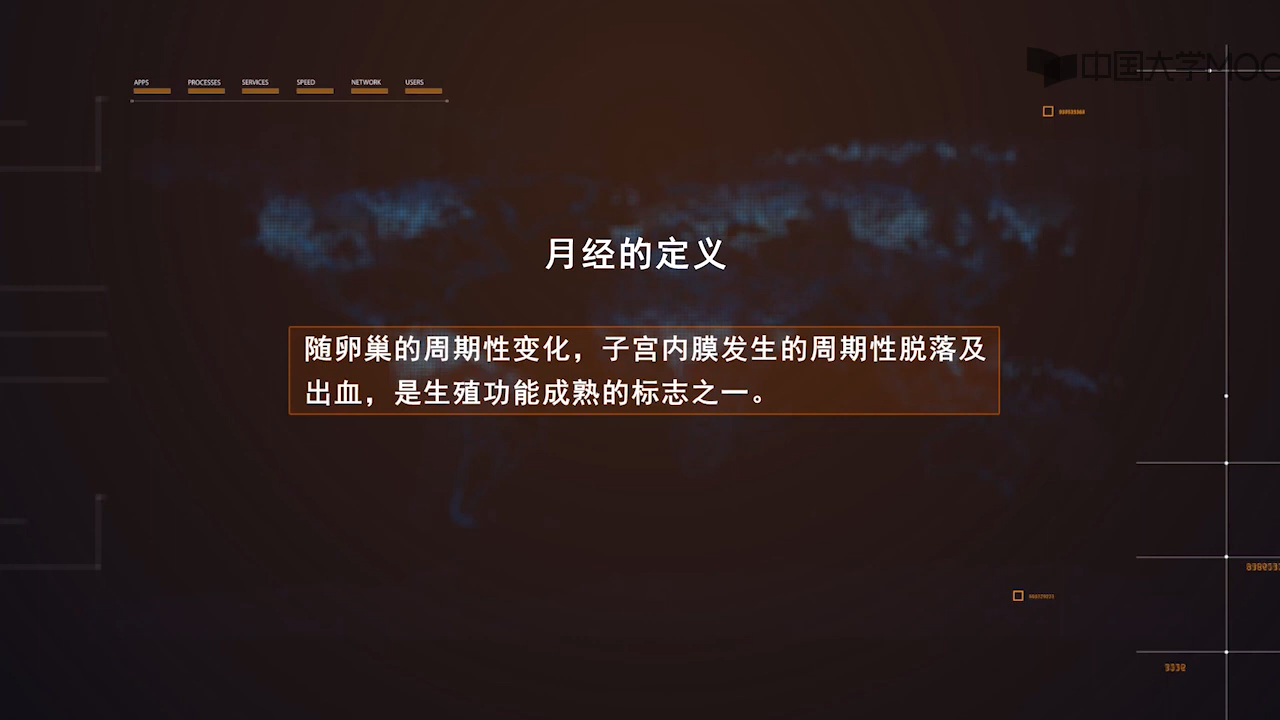 中国大学MOO
APPS PROCESSES SERVICES SPEED NETWORK USERS
月经的定义
随卵巢的周期性变化，子宫内膜发生的周期性脱落及
出血，是生殖功能成熟的标志之一。